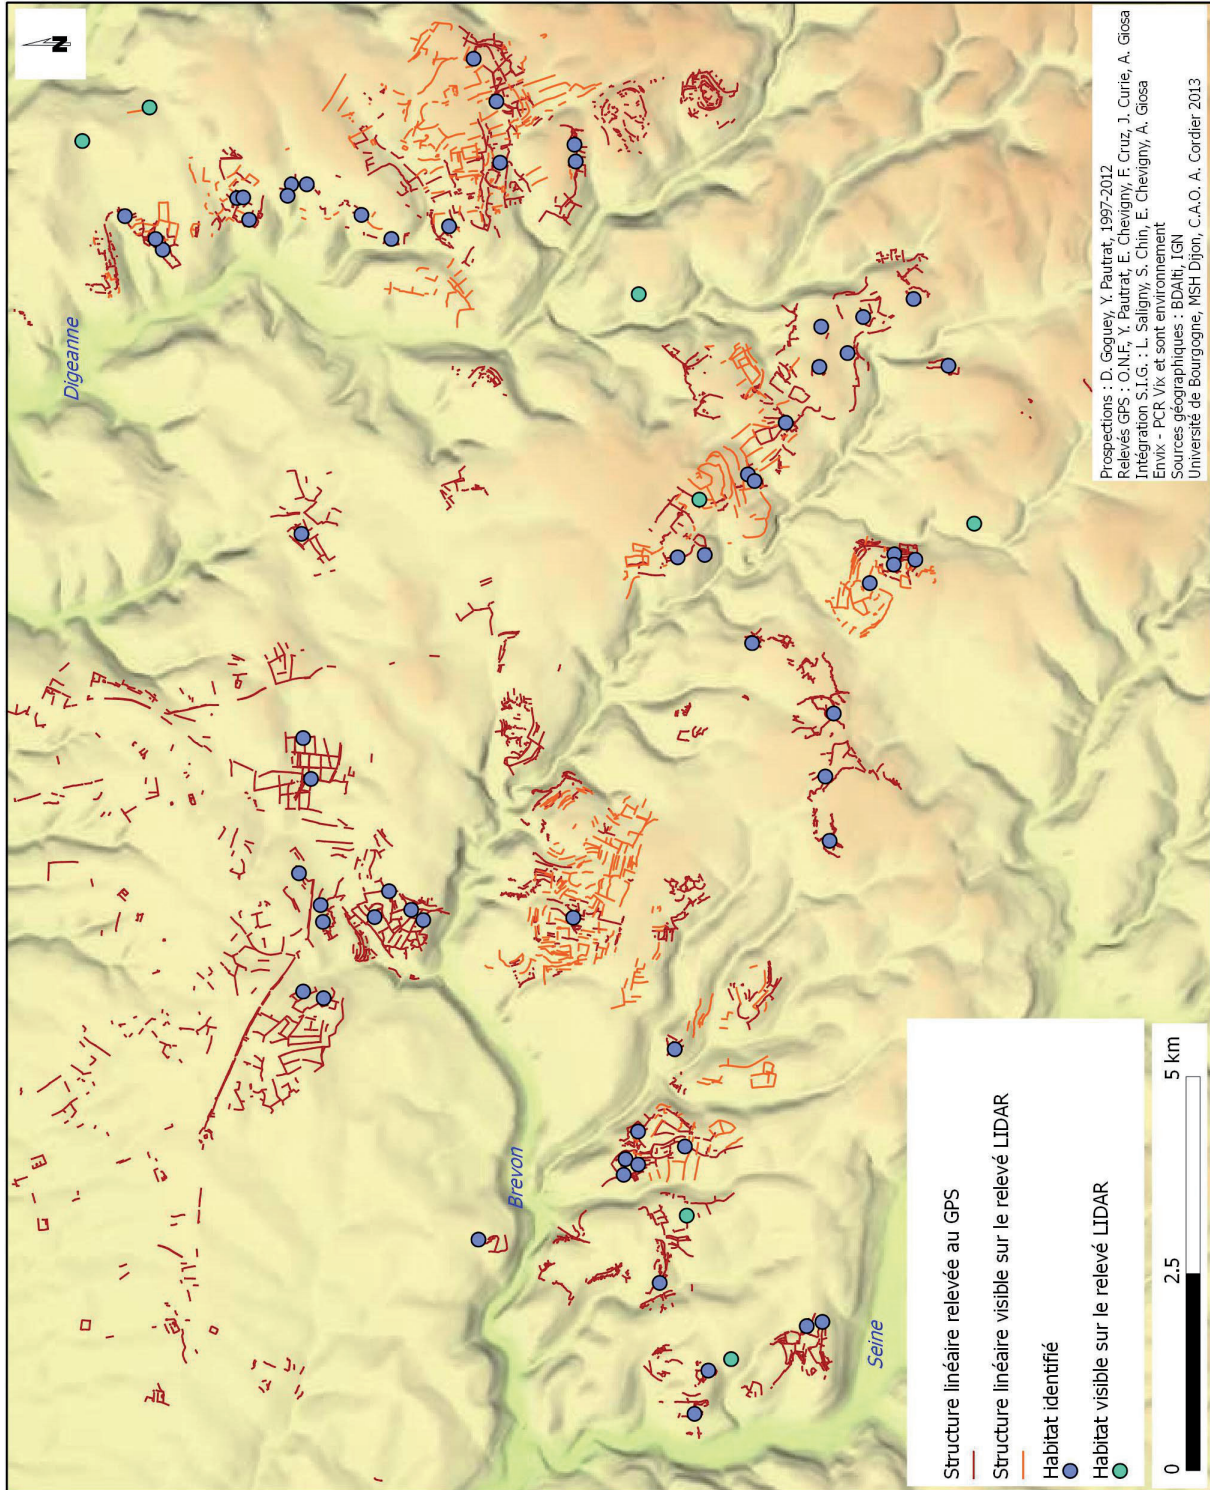 N
Digeanne
Brevon
Seine
Structure linéaire relevée au GPS
Structure linéaire visible sur le relevé LIDAR
Habitat identifié
Habitat visible sur le relevé LIDAR
0 2.5 5 km
Prospections : D. Goguey, Y. Pautrat, 1997-2012
Relevés GPS : O.N.F., Y. Pautrat, E. Chevigny, F. Cruz, J. Curie, A. Giosa
Intégration S.I.G. : L. Saligny, S. Chin, E. Chevigny, A. Giosa
Envix - PCR Vix et sont environnement
Sources géographiques : BDAlti, IGN
Université de Bourgogne, MSH Dijon, C.A.O. A. Cordier 2013